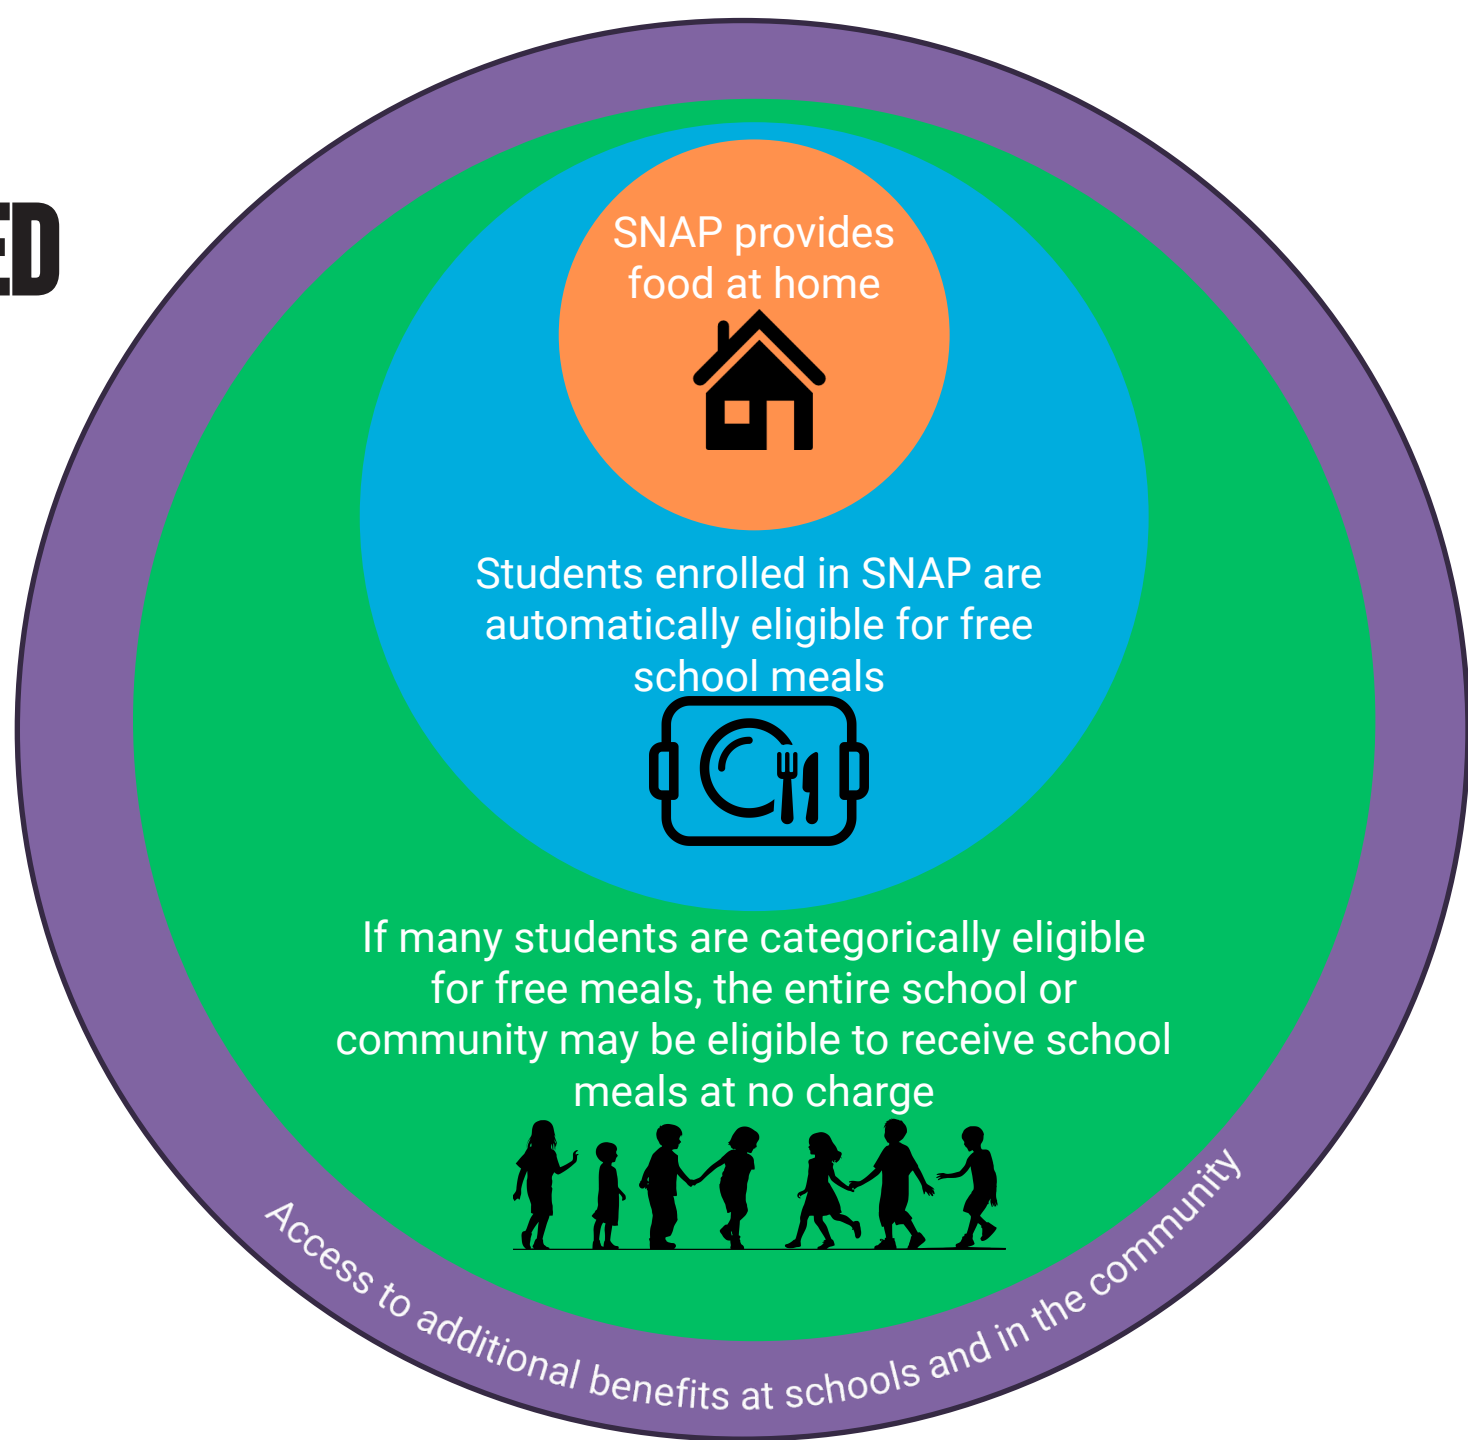 ED
SNAP provides
food at home
Students enrolled in SNAP are
automatically eligible for free
school meals
If many students are categorically eligible
for free meals, the entire school or
community may be eligible to receive school
meals at no charge
Access to additional benefits at schools and in the community